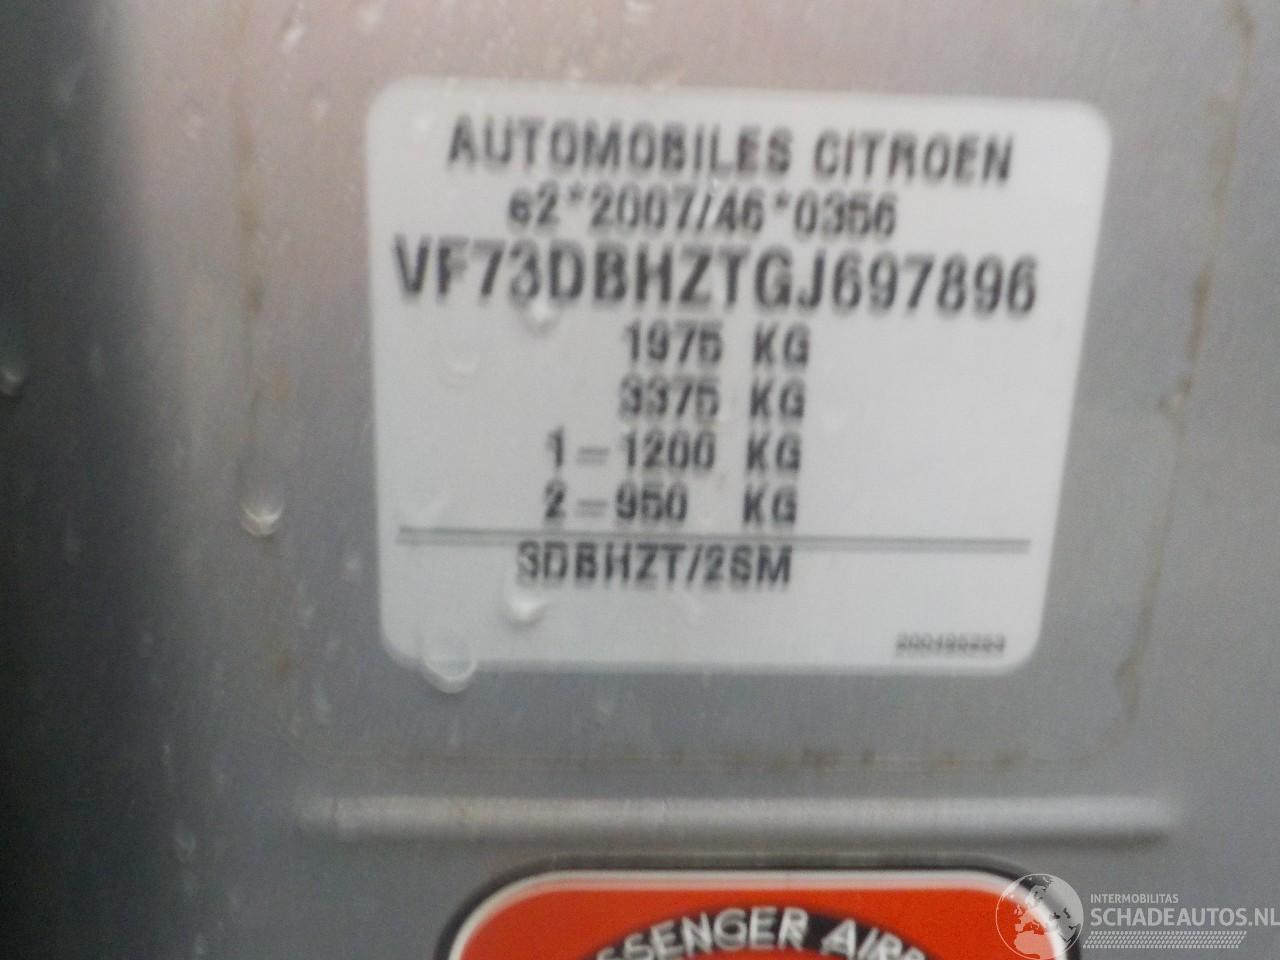 AUTOMOBILES CITROEN
e2*2007/46*0356
VF73DBHZTGJ697896
1975 KG
3375 KG
1-1200 KG
2-950 KG
3DBHZT/2SM
AIRB
INTERMOBILITAS
SCHADEAUTOS.NL